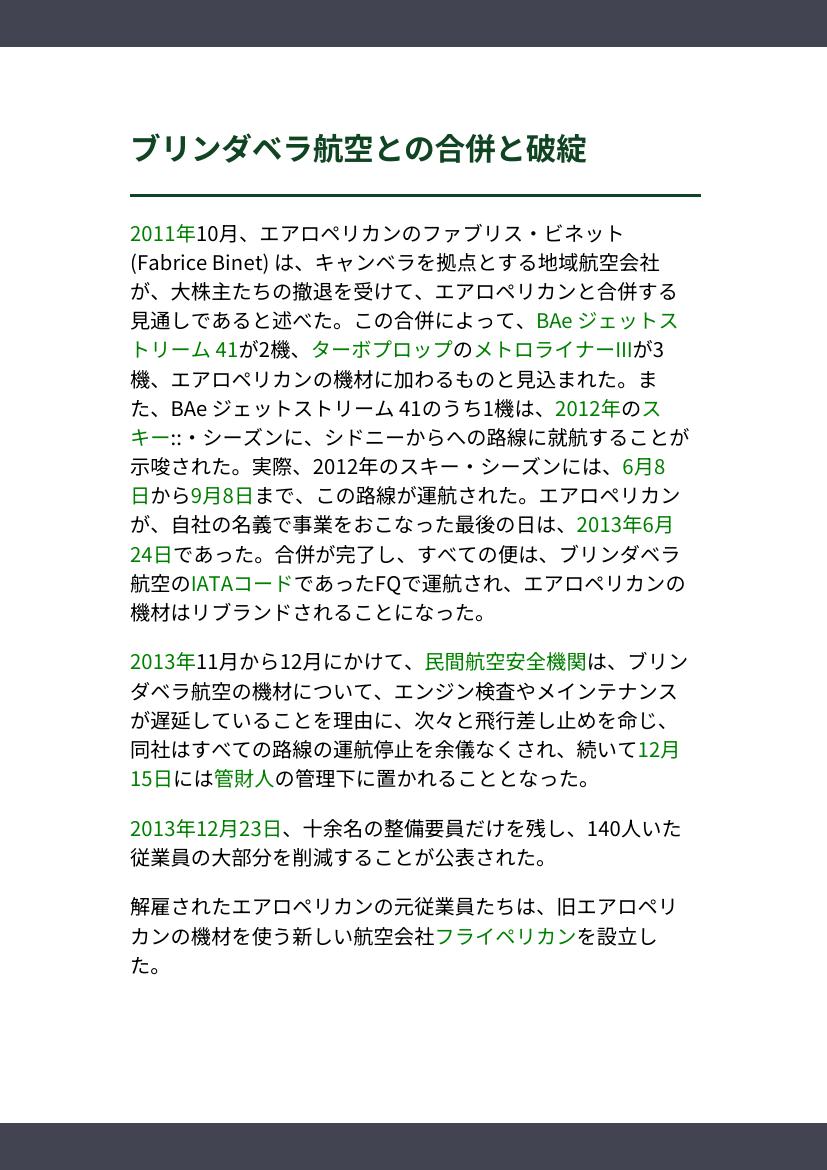 ブリンダベラ航空との合併と破綻
2011年10月、エアロペリカンのファブリス・ビネット
(Fabrice Binet) は、キャンベラを拠点とする地域航空会社
が、大株主たちの撤退を受けて、エアロペリカンと合併する
見通しであると述べた。この合併によって、BAe ジェットス
トリーム 41が2機、ターボプロップのメトロライナーIIIが3
機、エアロペリカンの機材に加わるものと見込まれた。ま
た、BAe ジェットストリーム 41のうち1機は、2012年のス
キー::・シーズンに、シドニーからへの路線に就航することが
示唆された。実際、2012年のスキー・シーズンには、6月8
日から9月8日まで、この路線が運航された。エアロペリカン
が、自社の名義で事業をおこなった最後の日は、2013年6月
24日であった。合併が完了し、すべての便は、ブリンダベラ
航空のIATAコードであったFQで運航され、エアロペリカンの
機材はリブランドされることになった。
2013年11月から12月にかけて、民間航空安全機関は、ブリン
ダベラ航空の機材について、エンジン検査やメインテナンス
が遅延していることを理由に、次々と飛行差し止めを命じ、
同社はすべての路線の運航停止を余儀なくされ、続いて12月
15日には管財人の管理下に置かれることとなった。
2013年12月23日、十余名の整備要員だけを残し、140人いた
従業員の大部分を削減することが公表された。
解雇されたエアロペリカンの元従業員たちは、旧エアロペリ
カンの機材を使う新しい航空会社フライペリカンを設立し
た。